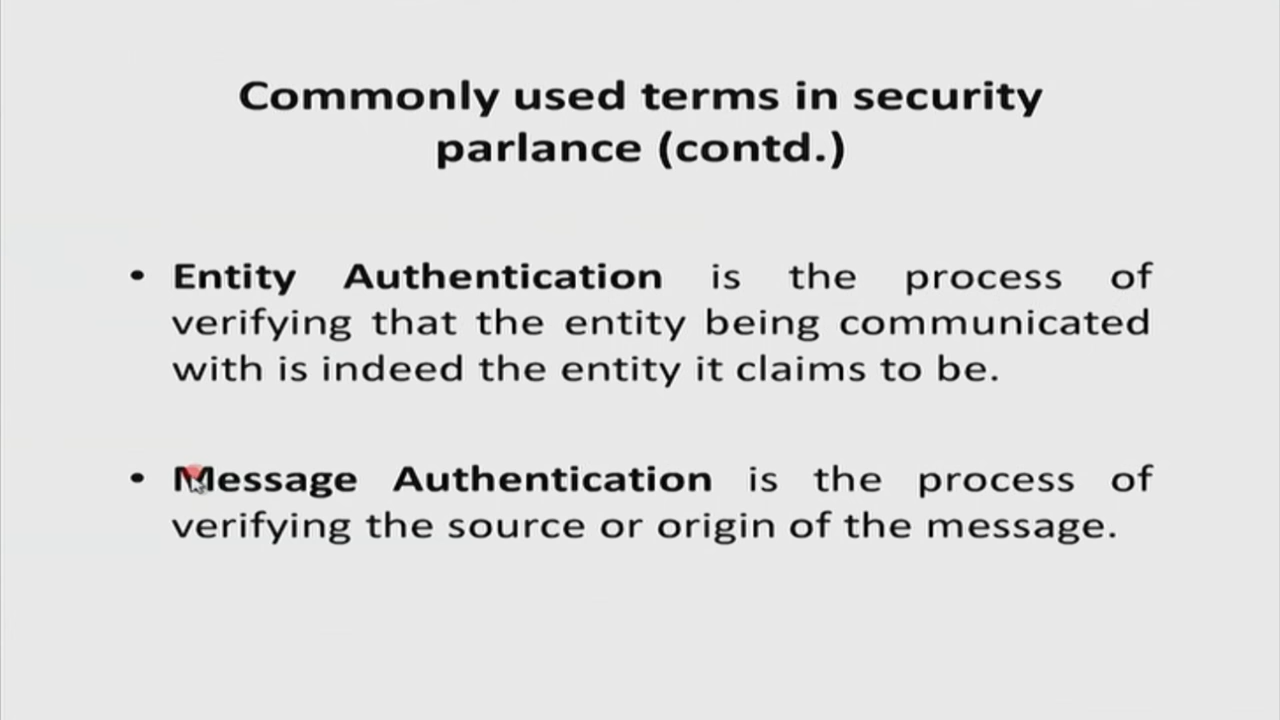 Commonly used terms in security
parlance (contd.)
• Entity Authentication is the process of
verifying that the entity being communicated
with is indeed the entity it claims to be.
• Message Authentication is the process of
verifying the source or origin of the message.